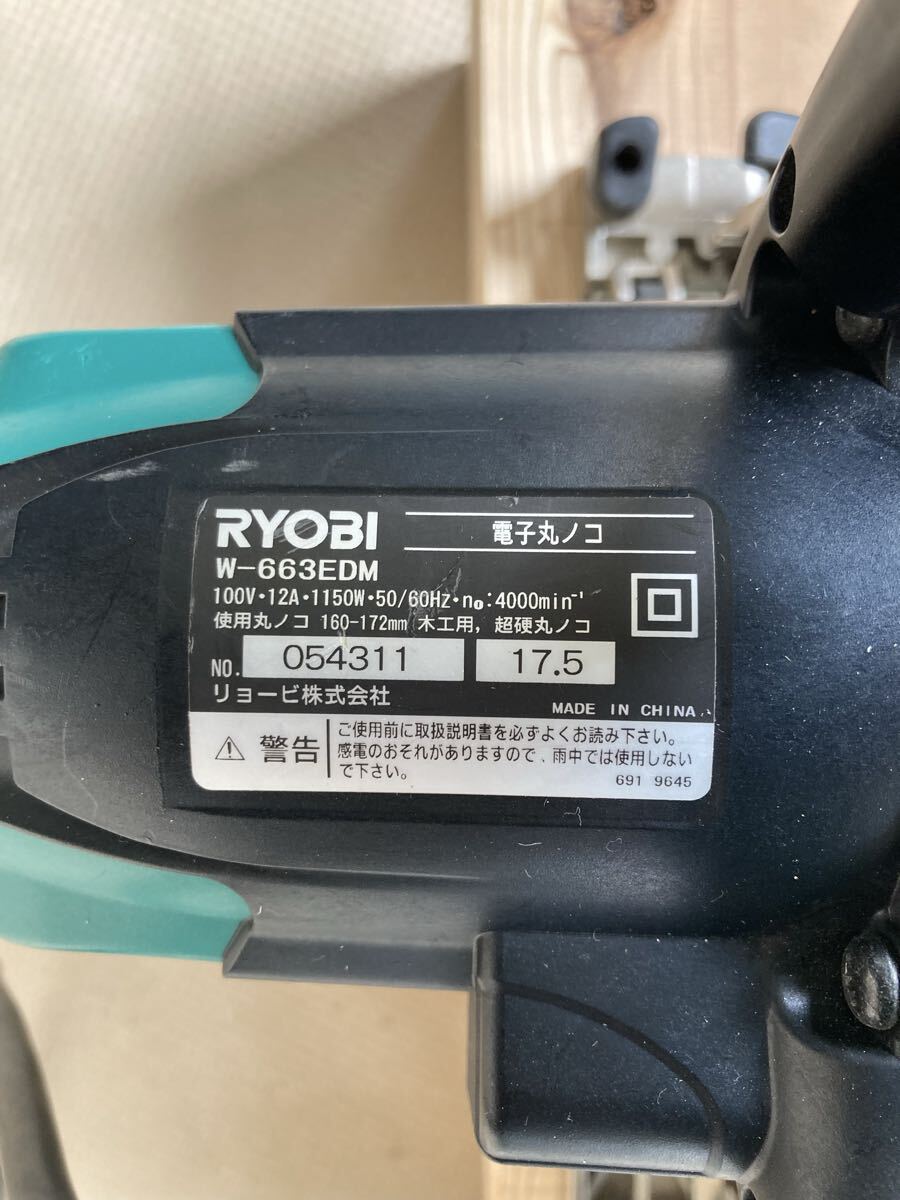 RYOBI 電子丸ノコ
W-663EDM
100V・12A・1150W・50/60Hz・n₀:4000min⁻¹
使用丸ノコ 160-172mm 木工用, 超硬丸ノコ
NO. 054311 17.5
リョービ株式会社
MADE IN CHINA
⚠ 警告
ご使用前に取扱説明書を必ずよくお読み下さい。
感電のおそれがありますので、雨中では使用しない
で下さい。
691 9645